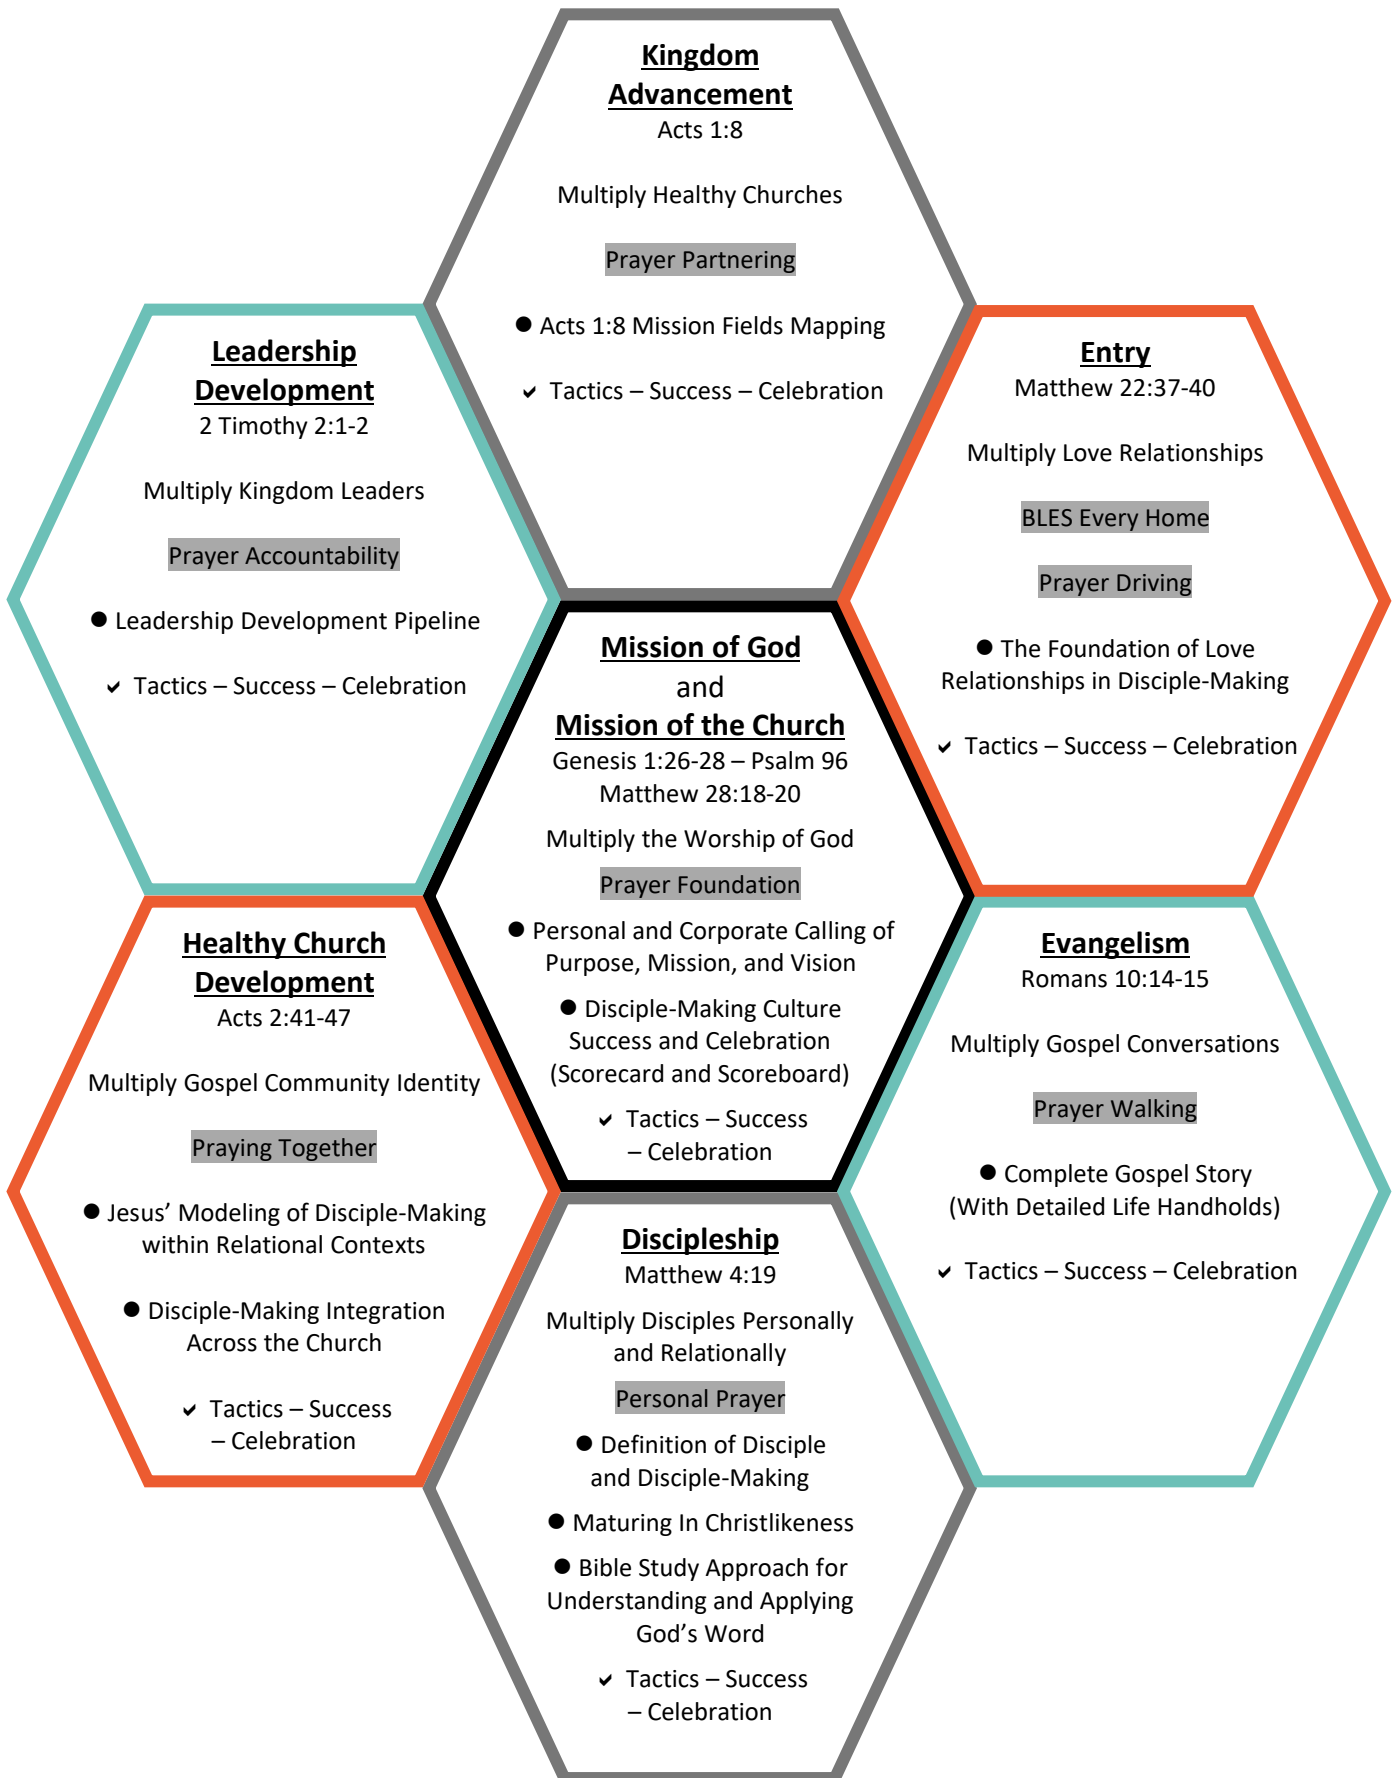 Kingdom
Advancement
Acts 1:8
Multiply Healthy Churches
Prayer Partnering
● Acts 1:8 Mission Fields Mapping
✓ Tactics – Success – Celebration
Leadership
Development
2 Timothy 2:1-2
Multiply Kingdom Leaders
Prayer Accountability
● Leadership Development Pipeline
✓ Tactics – Success – Celebration
Entry
Matthew 22:37-40
Multiply Love Relationships
BLES Every Home
Prayer Driving
● The Foundation of Love
Relationships in Disciple-Making
✓ Tactics – Success – Celebration
Mission of God
and
Mission of the Church
Genesis 1:26-28 – Psalm 96
Matthew 28:18-20
Multiply the Worship of God
Prayer Foundation
● Personal and Corporate Calling of
Purpose, Mission, and Vision
● Disciple-Making Culture
Success and Celebration
(Scorecard and Scoreboard)
✓ Tactics – Success
– Celebration
Healthy Church
Development
Acts 2:41-47
Multiply Gospel Community Identity
Praying Together
● Jesus’ Modeling of Disciple-Making
within Relational Contexts
● Disciple-Making Integration
Across the Church
✓ Tactics – Success
– Celebration
Evangelism
Romans 10:14-15
Multiply Gospel Conversations
Prayer Walking
● Complete Gospel Story
(With Detailed Life Handholds)
✓ Tactics – Success – Celebration
Discipleship
Matthew 4:19
Multiply Disciples Personally
and Relationally
Personal Prayer
● Definition of Disciple
and Disciple-Making
● Maturing In Christlikeness
● Bible Study Approach for
Understanding and Applying
God’s Word
✓ Tactics – Success
– Celebration